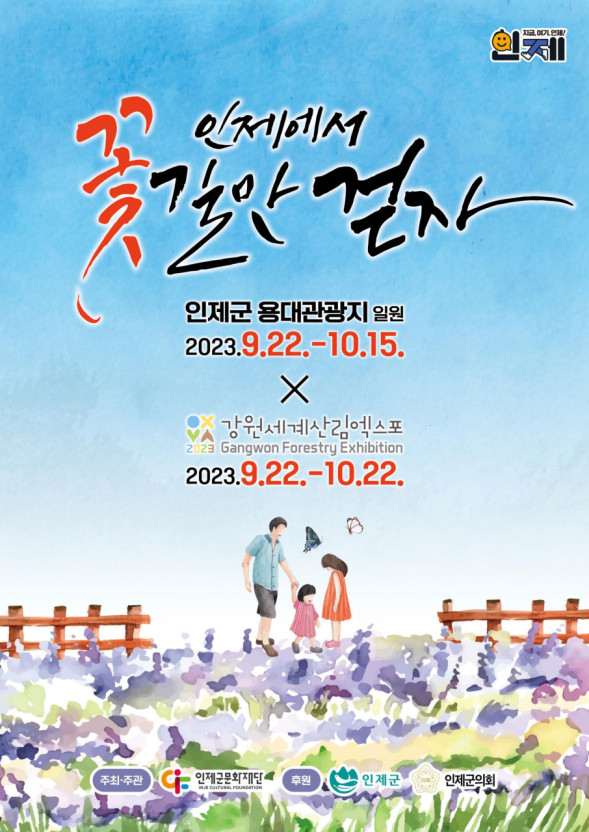 지금, 여기, 인제!
인제
인제에서
꽃길만 걷자
인제군 용대관광지 일원
2023.9.22.-10.15.
×
2023 강원세계산림엑스포
Gangwon Forestry Exhibition
2023.9.22.-10.22.
주최·주관 인제군문화재단 후원 인제군 인제군의회
INJE CULTURAL FOUNDATION